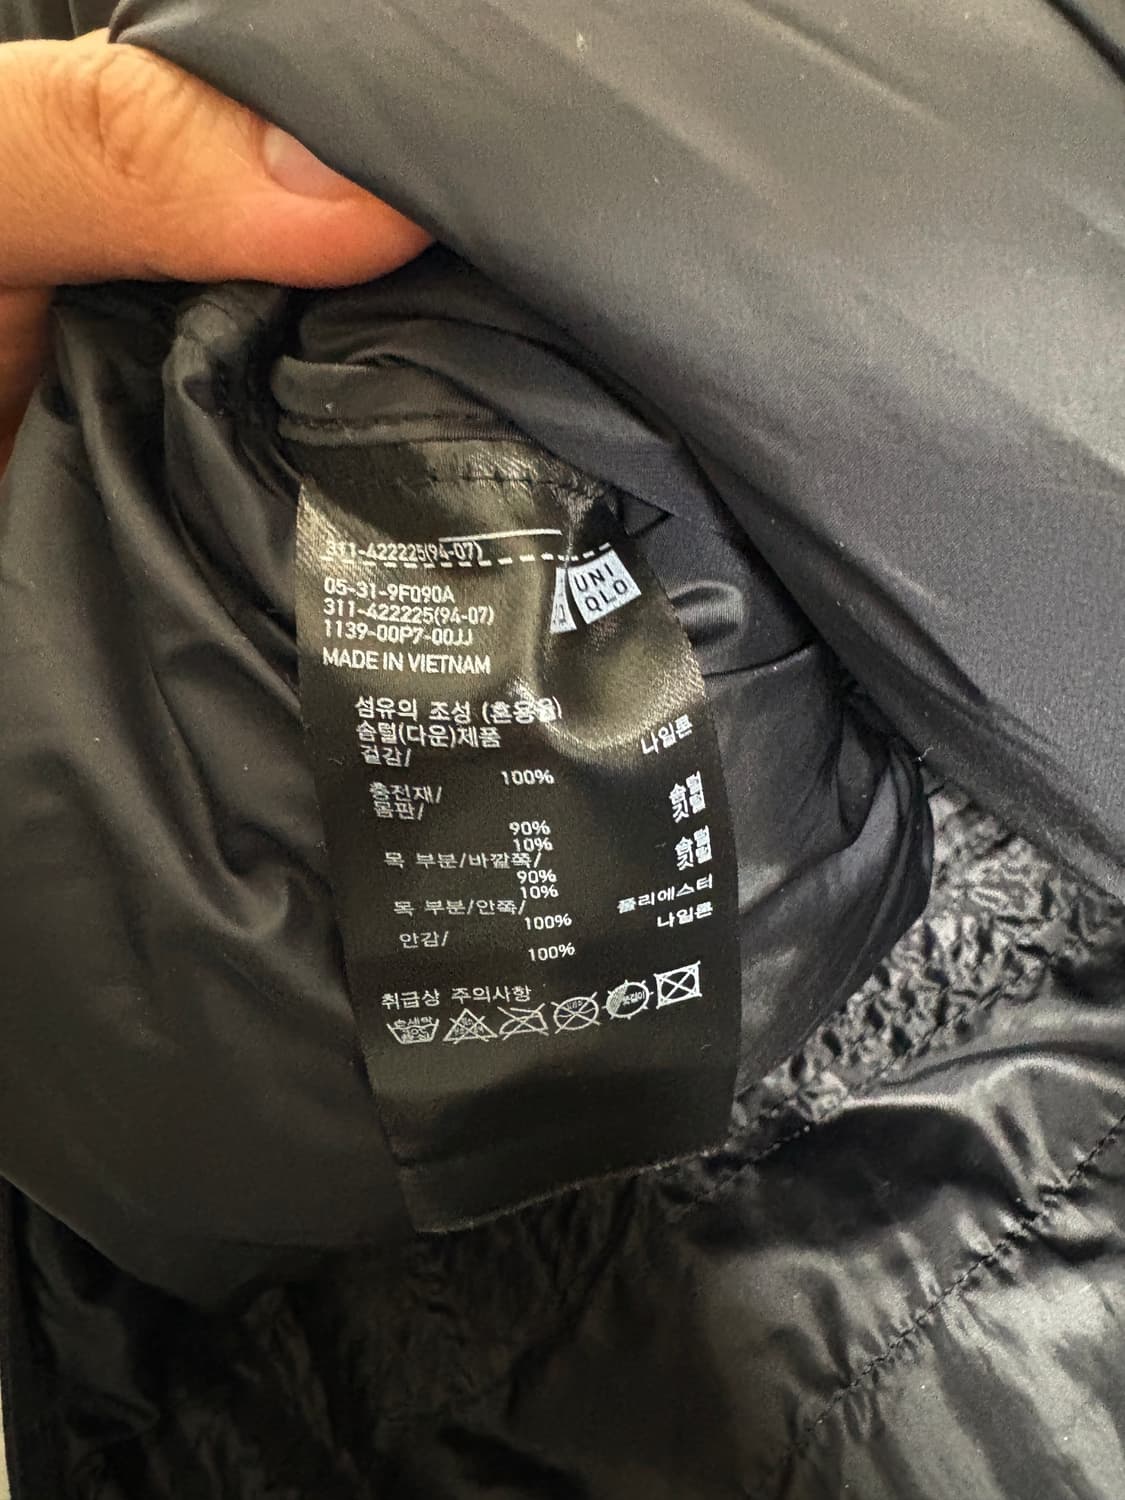 311-422225(94-07)
UNI
QLO
05-31-9F090A
311-422225(94-07)
1139-00P7-00JJ
MADE IN VIETNAM
섬유의 조성 (혼용율)
솜털(다운)제품
겉감/
100% 나일론
충전재/
몸판/
90% 솜털
10% 깃털
목 부분/바깥쪽/
90% 솜털
10% 깃털
목 부분/안쪽/
100% 폴리에스터
안감/
100% 나일론
취급상 주의사항